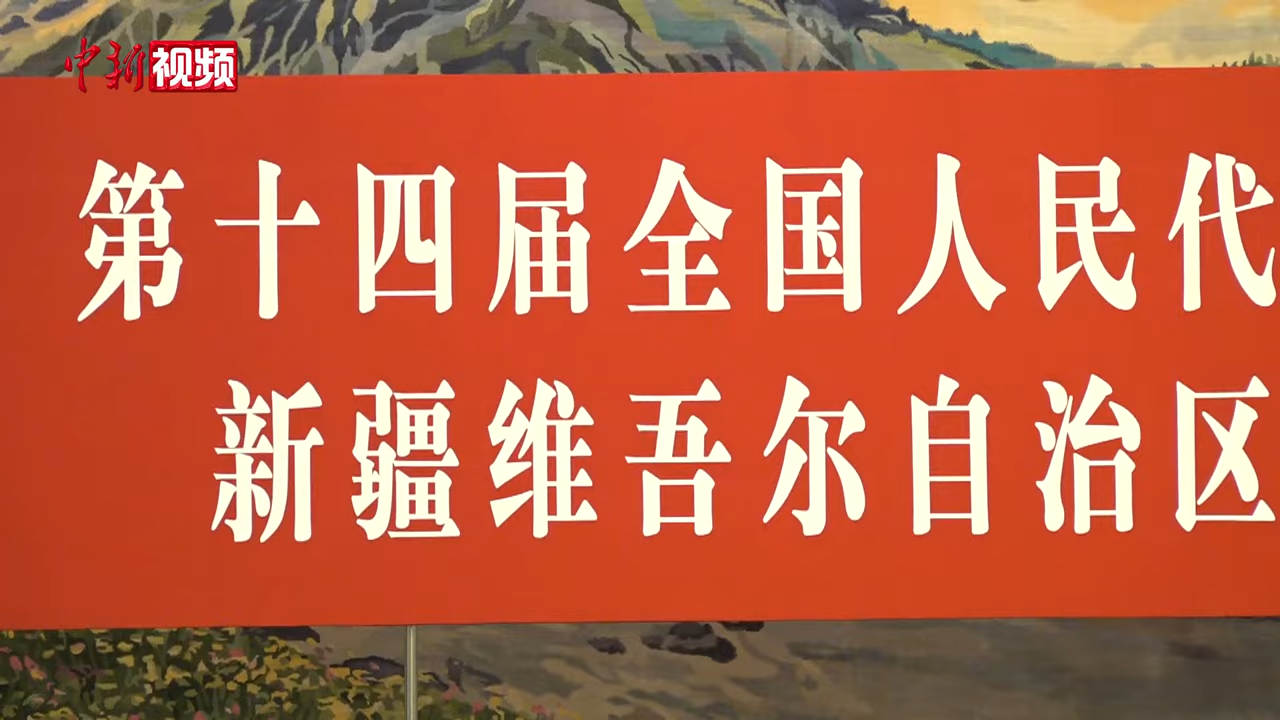 中新视频
第十四届全国人民代
新疆维吾尔自治区